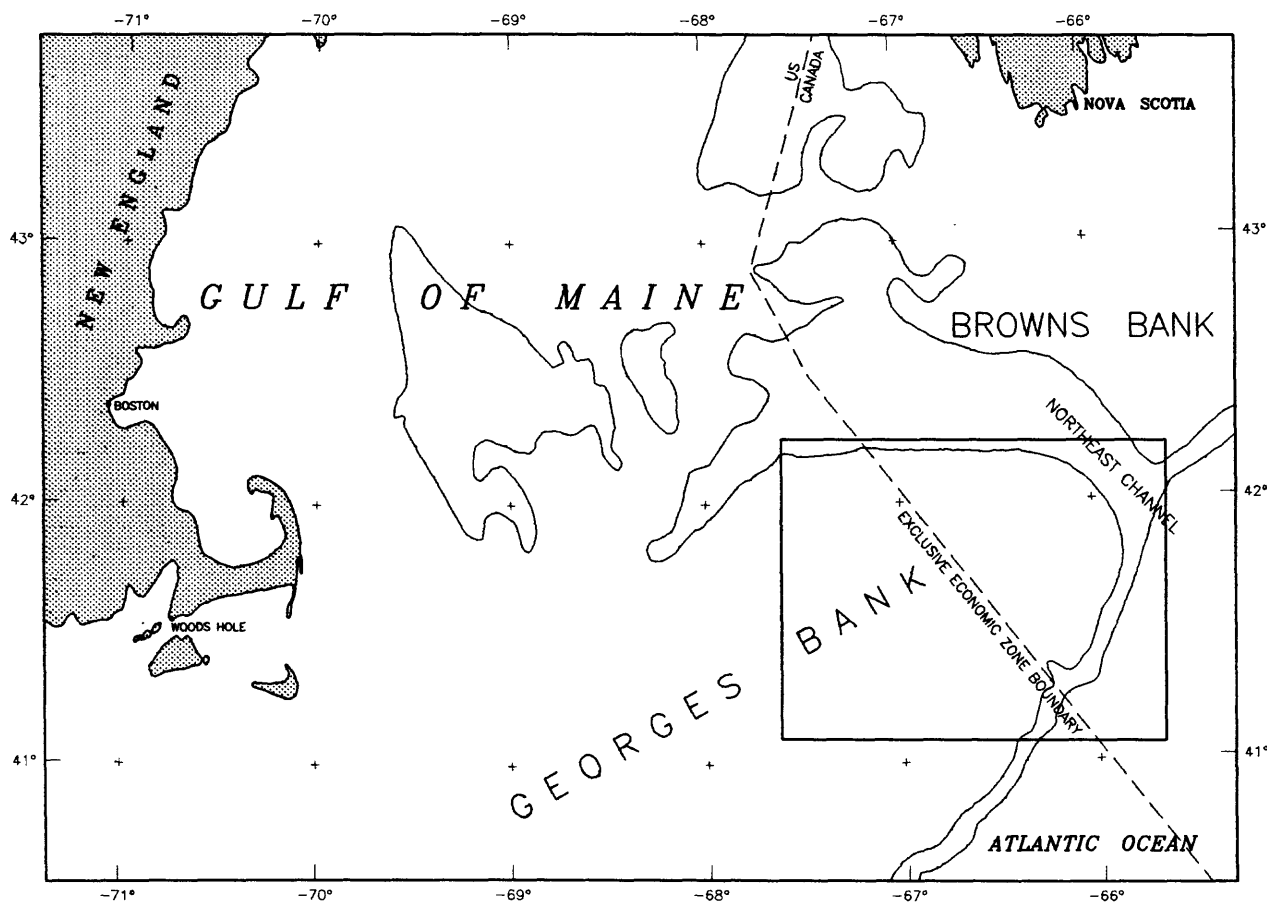 -71° -70° -69° -68° -67° -66°
US
CANADA
NOVA SCOTIA
NEW ENGLAND
43° 43°
GULF OF MAINE
BROWNS BANK
BOSTON
NORTHEAST CHANNEL
42° 42°
EXCLUSIVE ECONOMIC ZONE BOUNDARY
WOODS HOLE
GEORGES BANK
41° 41°
ATLANTIC OCEAN
-71° -70° -69° -68° -67° -66°